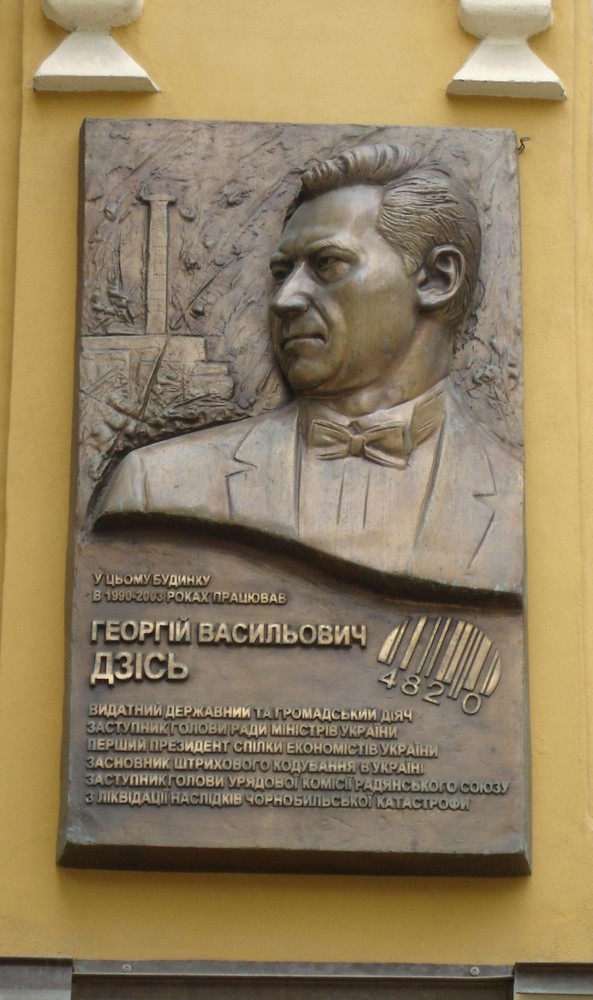 У ЦЬОМУ БУДИНКУ
В 1990-2003 РОКАХ ПРАЦЮВАВ
ГЕОРГІЙ ВАСИЛЬОВИЧ
ДЗІСЬ
4820
ВИДАТНИЙ ДЕРЖАВНИЙ ТА ГРОМАДСЬКИЙ ДІЯЧ
ЗАСТУПНИК ГОЛОВИ РАДИ МІНІСТРІВ УКРАЇНИ
ПЕРШИЙ ПРЕЗИДЕНТ СПІЛКИ ЕКОНОМІСТІВ УКРАЇНИ
ЗАСНОВНИК ШТРИХОВОГО КОДУВАННЯ В УКРАЇНІ
ЗАСТУПНИК ГОЛОВИ УРЯДОВОЇ КОМІСІЇ РАДЯНСЬКОГО СОЮЗУ
З ЛІКВІДАЦІЇ НАСЛІДКІВ ЧОРНОБИЛЬСЬКОЇ КАТАСТРОФИ